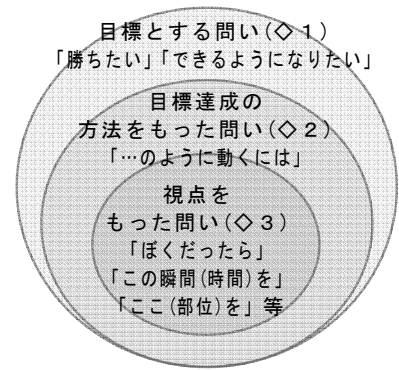 目標とする問い(◇1)
「勝ちたい」「できるようになりたい」
目標達成の
方法をもった問い(◇2)
「…のように動くには」
視点を
もった問い(◇3)
「ぼくだったら」
「この瞬間(時間)を」
「ここ(部位)を」等